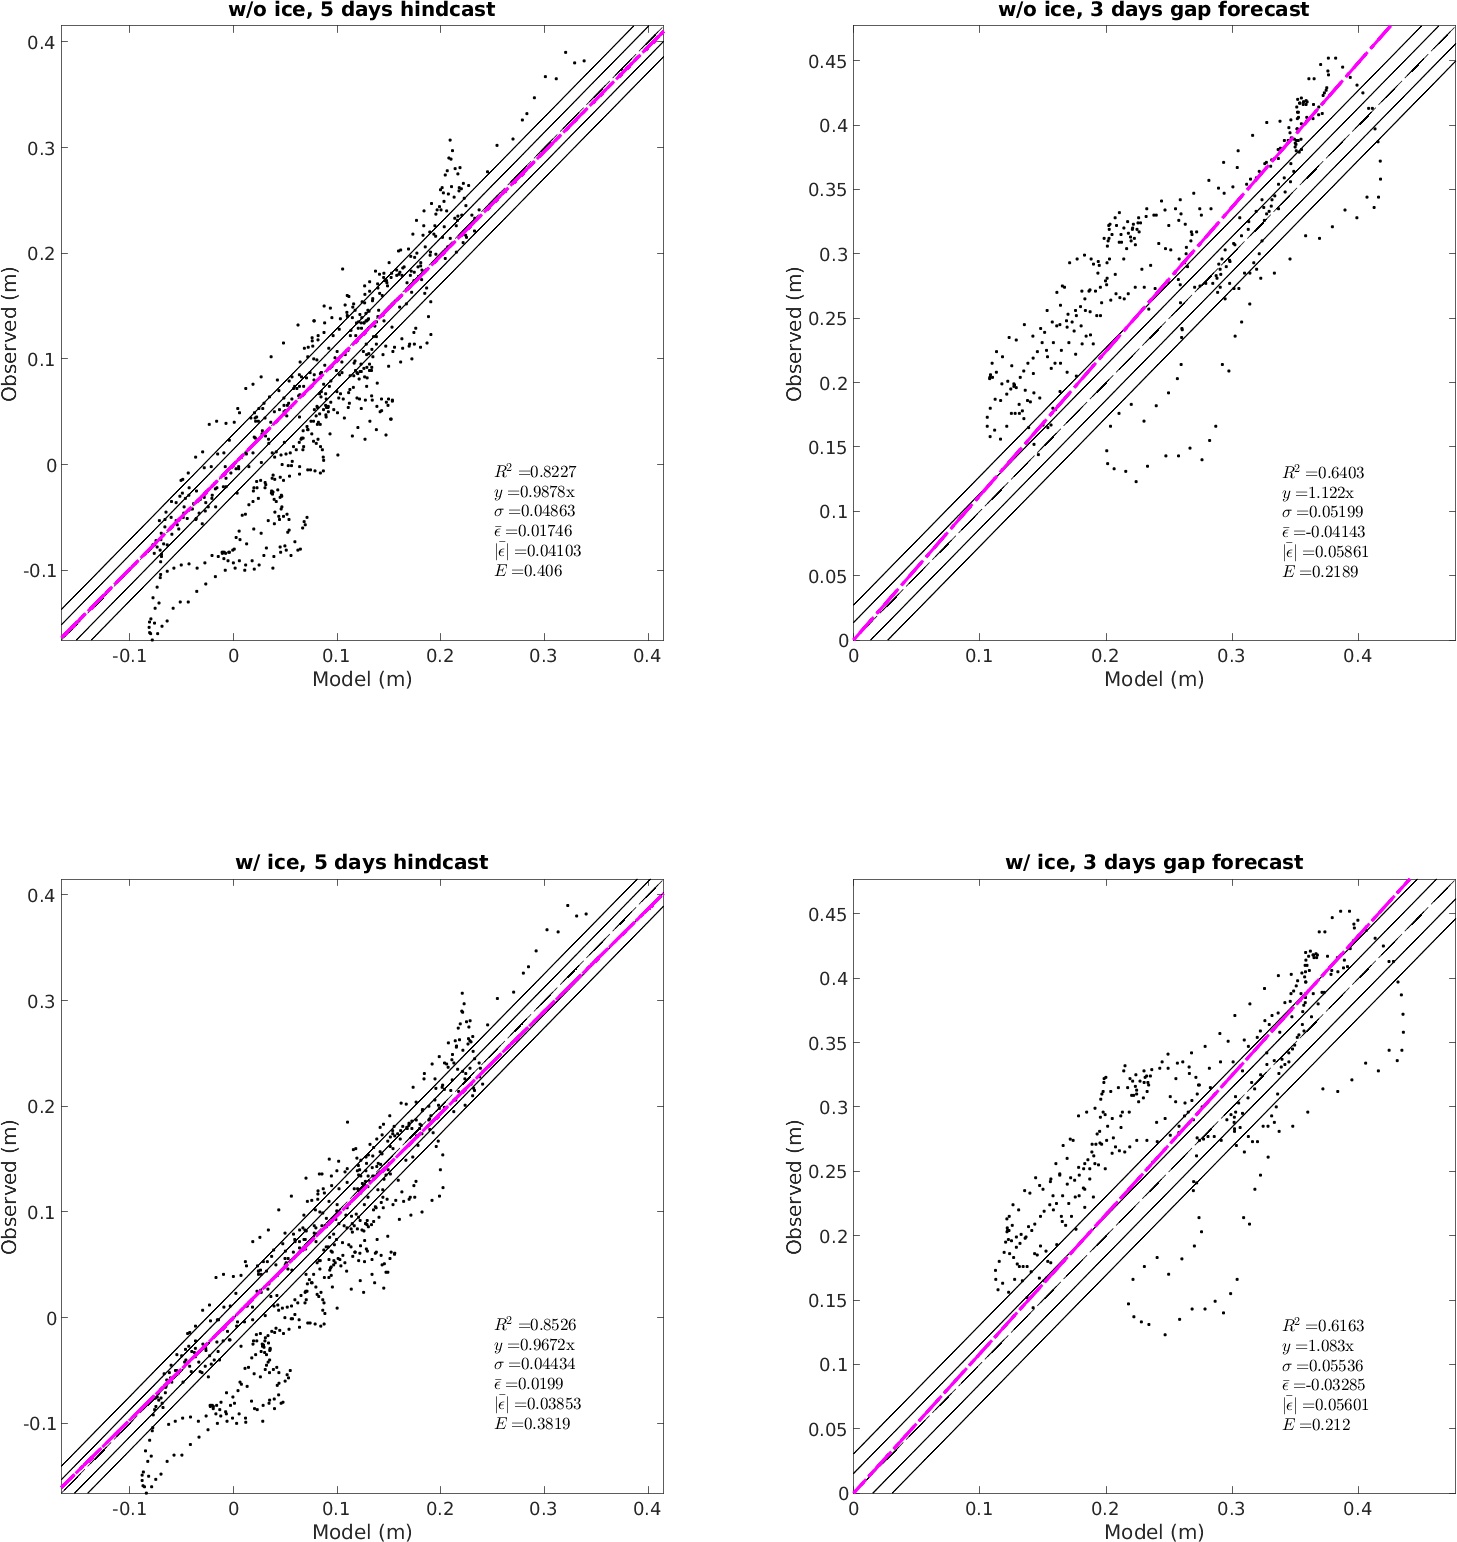 w/o ice, 5 days hindcast
0.4
0.3
0.2
0.1
0
-0.1
Observed (m)
R² =0.8227
y =0.9878x
σ =0.04863
ϵ̄ =0.01746
|ϵ̄| =0.04103
E =0.406
-0.1 0 0.1 0.2 0.3 0.4
Model (m)
w/o ice, 3 days gap forecast
0.45
0.4
0.35
0.3
0.25
0.2
0.15
0.1
0.05
0
Observed (m)
R² =0.6403
y =1.122x
σ =0.05199
ϵ̄ =-0.04143
|ϵ̄| =0.05861
E =0.2189
0 0.1 0.2 0.3 0.4
Model (m)
w/ ice, 5 days hindcast
0.4
0.3
0.2
0.1
0
-0.1
Observed (m)
R² =0.8526
y =0.9672x
σ =0.04434
ϵ̄ =0.0199
|ϵ̄| =0.03853
E =0.3819
-0.1 0 0.1 0.2 0.3 0.4
Model (m)
w/ ice, 3 days gap forecast
0.45
0.4
0.35
0.3
0.25
0.2
0.15
0.1
0.05
0
Observed (m)
R² =0.6163
y =1.083x
σ =0.05536
ϵ̄ =-0.03285
|ϵ̄| =0.05601
E =0.212
0 0.1 0.2 0.3 0.4
Model (m)